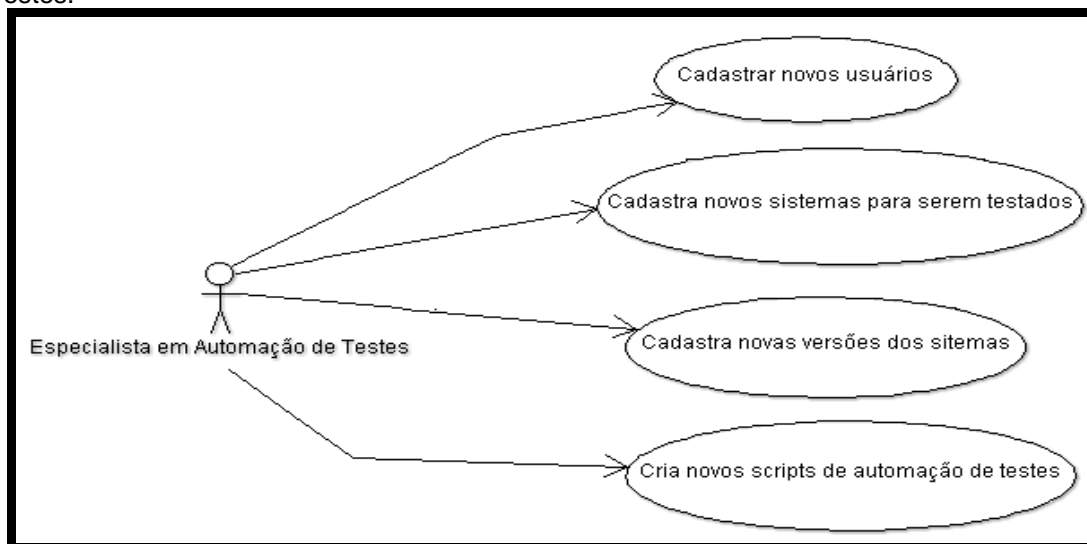 Cadastrar novos usuários
Cadastra novos sistemas para serem testados
Especialista em Automação de Testes
Cadastra novas versões dos sitemas
Cria novos scripts de automação de testes